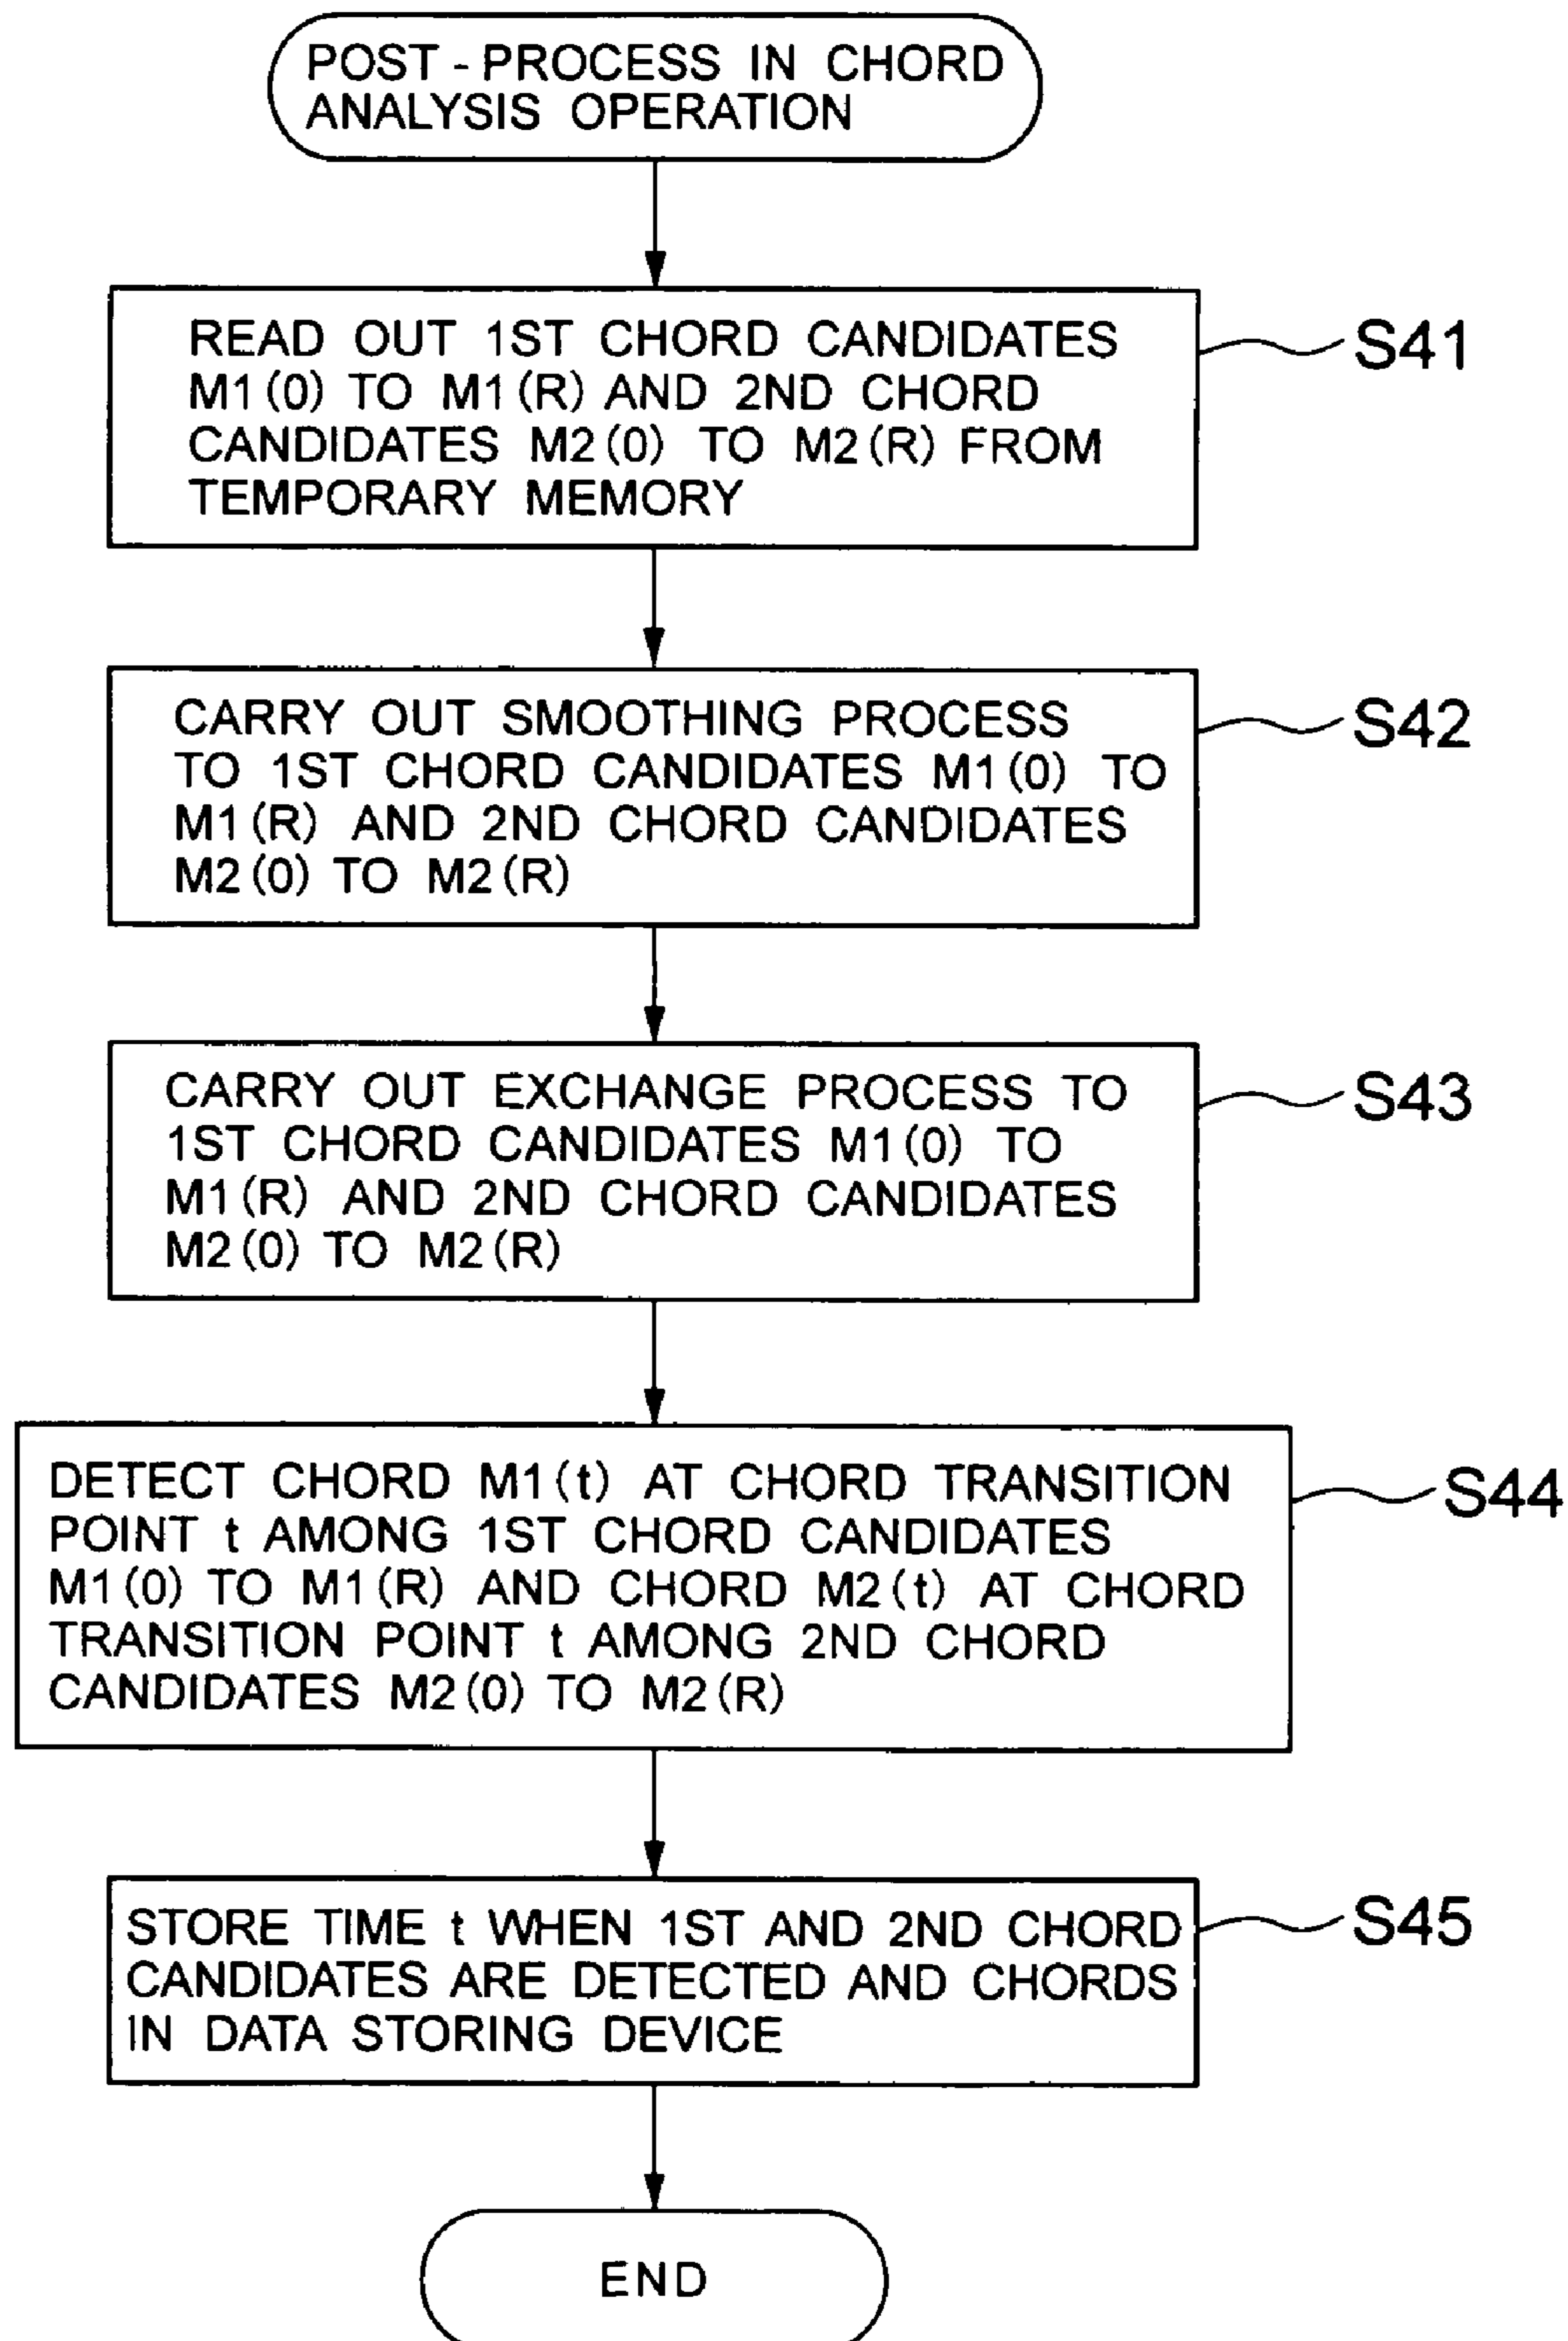 POST-PROCESS IN CHORD
ANALYSIS OPERATION
READ OUT 1ST CHORD CANDIDATES
M1(0) TO M1(R) AND 2ND CHORD
CANDIDATES M2(0) TO M2(R) FROM
TEMPORARY MEMORY
S41
CARRY OUT SMOOTHING PROCESS
TO 1ST CHORD CANDIDATES M1(0) TO
M1(R) AND 2ND CHORD CANDIDATES
M2(0) TO M2(R)
S42
CARRY OUT EXCHANGE PROCESS TO
1ST CHORD CANDIDATES M1(0) TO
M1(R) AND 2ND CHORD CANDIDATES
M2(0) TO M2(R)
S43
DETECT CHORD M1(t) AT CHORD TRANSITION
POINT t AMONG 1ST CHORD CANDIDATES
M1(0) TO M1(R) AND CHORD M2(t) AT CHORD
TRANSITION POINT t AMONG 2ND CHORD
CANDIDATES M2(0) TO M2(R)
S44
STORE TIME t WHEN 1ST AND 2ND CHORD
CANDIDATES ARE DETECTED AND CHORDS
IN DATA STORING DEVICE
S45
END